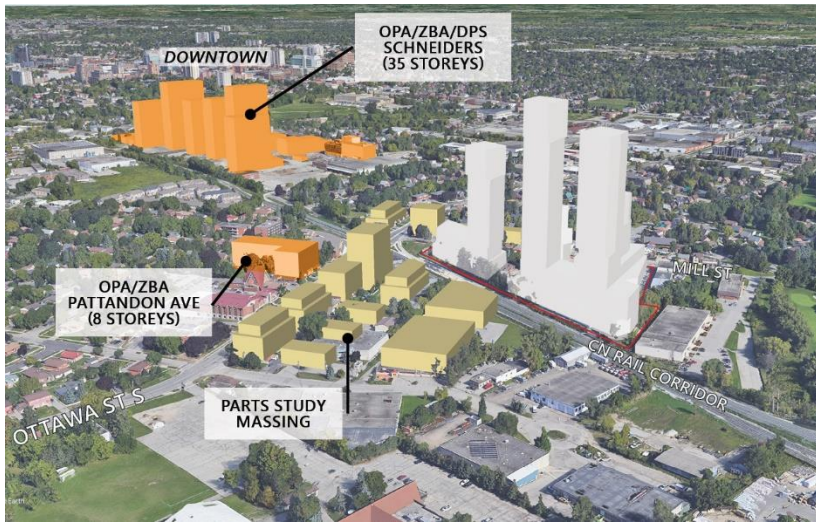 DOWNTOWN
OPA/ZBA/DPS
SCHNEIDERS
(35 STOREYS)
OPA/ZBA
PATTANDON AVE
(8 STOREYS)
MILL ST
CN RAIL CORRIDOR
PARTS STUDY
MASSING
OTTAWA ST S